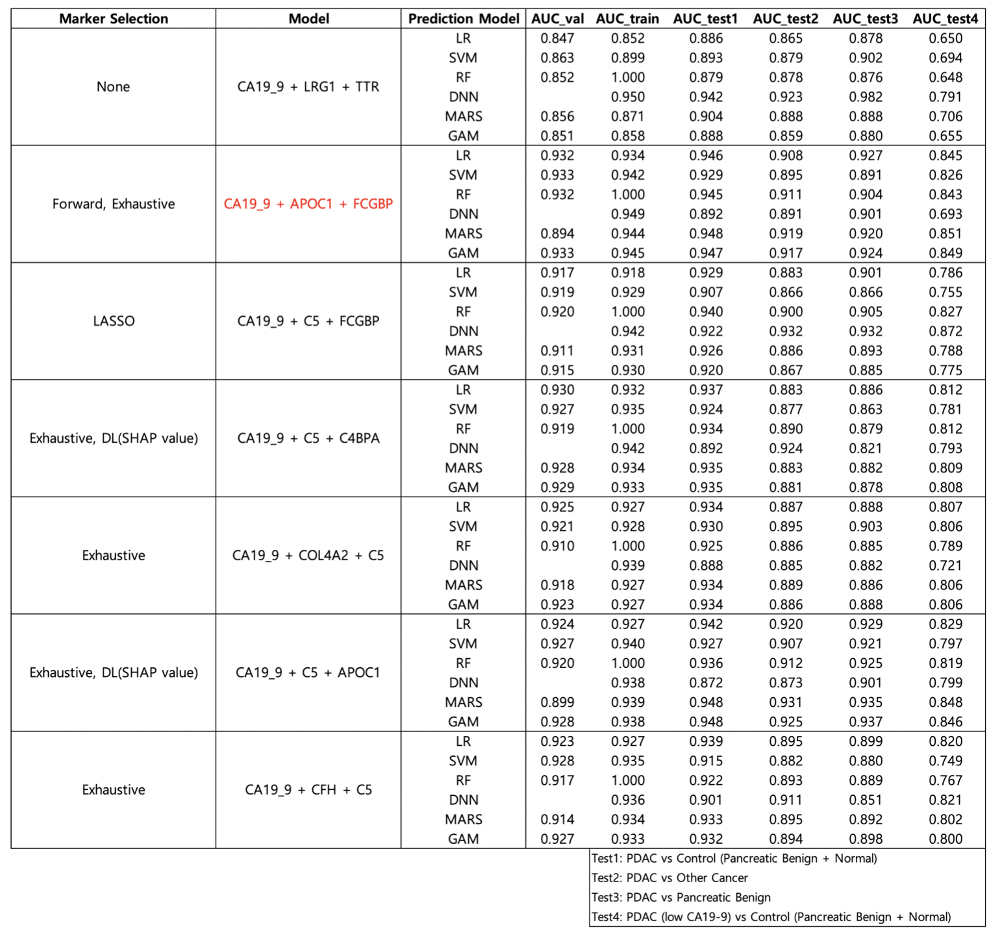 Marker Selection Model Prediction Model AUC_val AUC_train AUC_test1 AUC_test2 AUC_test3 AUC_test4
LR 0.847 0.852 0.886 0.865 0.878 0.650
SVM 0.863 0.899 0.893 0.879 0.902 0.694
RF 0.852 1.000 0.879 0.878 0.876 0.648
None CA19_9 + LRG1 + TTR
DNN 0.950 0.942 0.923 0.982 0.791
MARS 0.856 0.871 0.904 0.888 0.888 0.706
GAM 0.851 0.858 0.888 0.859 0.880 0.655
LR 0.932 0.934 0.946 0.908 0.927 0.845
SVM 0.933 0.942 0.929 0.895 0.891 0.826
RF 0.932 1.000 0.945 0.911 0.904 0.843
Forward, Exhaustive CA19_9 + APOC1 + FCGBP
DNN 0.949 0.892 0.891 0.901 0.693
MARS 0.894 0.944 0.948 0.919 0.920 0.851
GAM 0.933 0.945 0.947 0.917 0.924 0.849
LR 0.917 0.918 0.929 0.883 0.901 0.786
SVM 0.919 0.929 0.907 0.866 0.866 0.755
RF 0.920 1.000 0.940 0.900 0.905 0.827
LASSO CA19_9 + C5 + FCGBP
DNN 0.942 0.922 0.932 0.932 0.872
MARS 0.911 0.931 0.926 0.886 0.893 0.788
GAM 0.915 0.930 0.920 0.867 0.885 0.775
LR 0.930 0.932 0.937 0.883 0.886 0.812
SVM 0.927 0.935 0.924 0.877 0.863 0.781
RF 0.919 1.000 0.934 0.890 0.879 0.812
Exhaustive, DL(SHAP value) CA19_9 + C5 + C4BPA
DNN 0.942 0.892 0.924 0.821 0.793
MARS 0.928 0.934 0.935 0.883 0.882 0.809
GAM 0.929 0.933 0.935 0.881 0.878 0.808
LR 0.925 0.927 0.934 0.887 0.888 0.807
SVM 0.921 0.928 0.930 0.895 0.903 0.806
RF 0.910 1.000 0.925 0.886 0.885 0.789
Exhaustive CA19_9 + COL4A2 + C5
DNN 0.939 0.888 0.885 0.882 0.721
MARS 0.918 0.927 0.934 0.889 0.886 0.806
GAM 0.923 0.927 0.934 0.886 0.888 0.806
LR 0.924 0.927 0.942 0.920 0.929 0.829
SVM 0.927 0.940 0.927 0.907 0.921 0.797
RF 0.920 1.000 0.936 0.912 0.925 0.819
Exhaustive, DL(SHAP value) CA19_9 + C5 + APOC1
DNN 0.938 0.872 0.873 0.901 0.799
MARS 0.899 0.939 0.948 0.931 0.935 0.848
GAM 0.928 0.938 0.948 0.925 0.937 0.846
LR 0.923 0.927 0.939 0.895 0.899 0.820
SVM 0.928 0.935 0.915 0.882 0.880 0.749
RF 0.917 1.000 0.922 0.893 0.889 0.767
Exhaustive CA19_9 + CFH + C5
DNN 0.936 0.901 0.911 0.851 0.821
MARS 0.914 0.934 0.933 0.895 0.892 0.802
GAM 0.927 0.933 0.932 0.894 0.898 0.800
Test1: PDAC vs Control (Pancreatic Benign + Normal)
Test2: PDAC vs Other Cancer
Test3: PDAC vs Pancreatic Benign
Test4: PDAC (low CA19-9) vs Control (Pancreatic Benign + Normal)